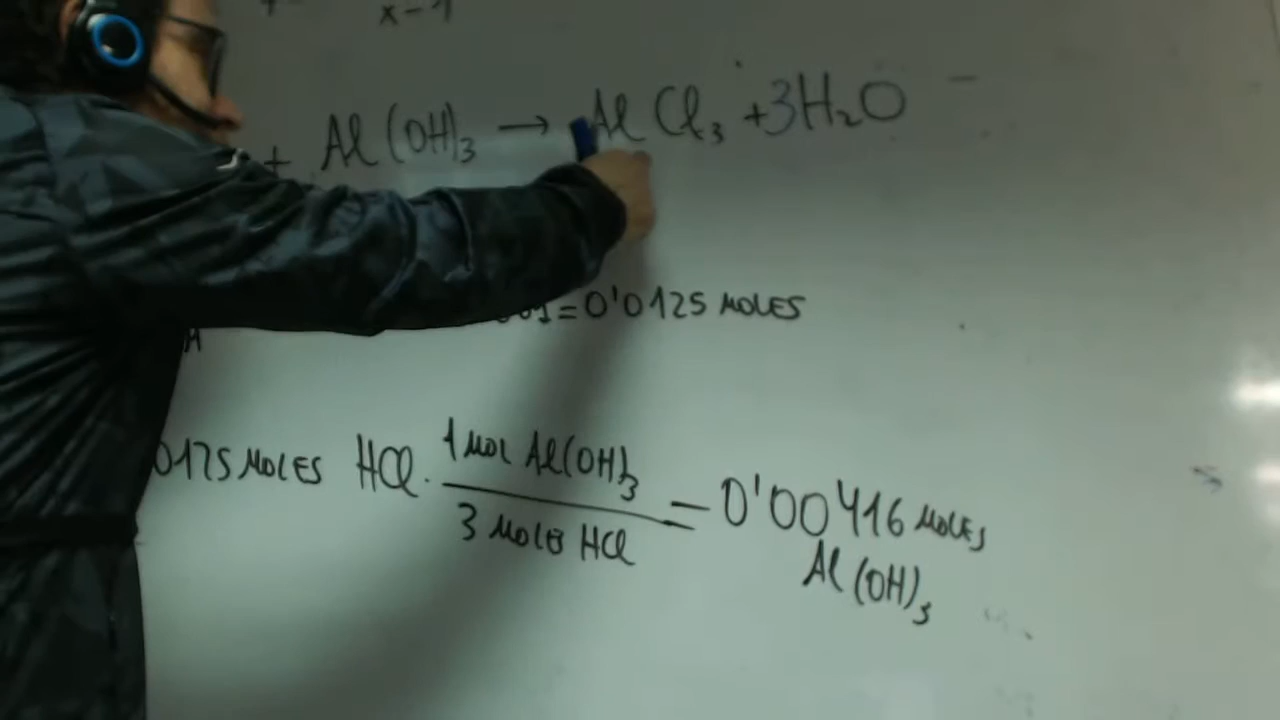 x-1
+ Al(OH)₃ → AlCl₃ + 3H₂O
=0'0125 MOLES
0125 MOLES HCl · 1 MOL Al(OH)₃
3 MOLES HCl
= 0'00416 MOLES
Al(OH)₃